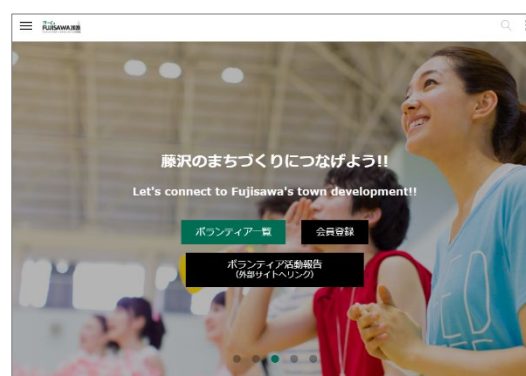 FUJISAWA
藤沢のまちづくりにつなげよう!!
Let's connect to Fujisawa's town development!!
ボランティア一覧
会員登録
ボランティア活動報告
(外部サイトへリンク)